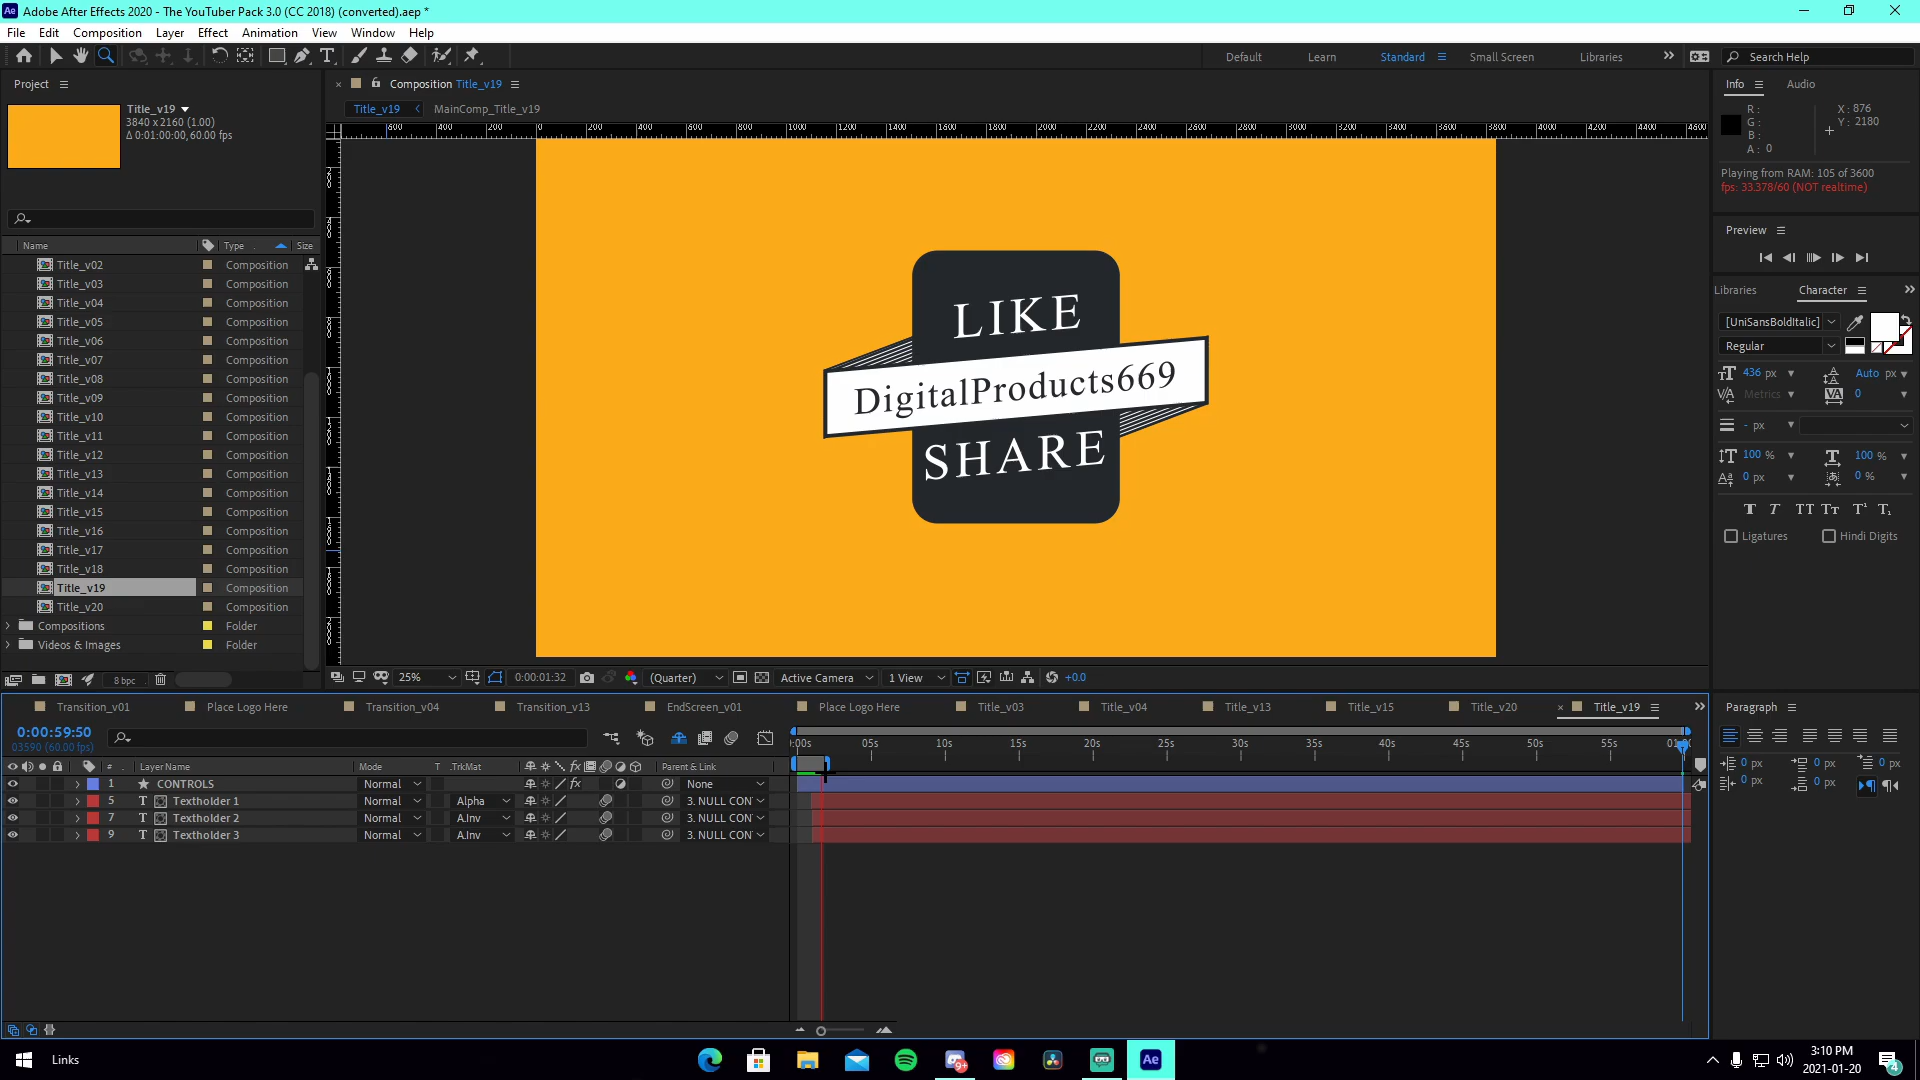 Adobe After Effects 2020 - The YouTuber Pack 3.0 (CC 2018) (converted).aep *
File Edit Composition Layer Effect Animation View Window Help
Default Learn Standard Small Screen Libraries Search Help
Project
Title_v19
3840 x 2160 (1.00)
Δ 0:01:00:00, 60.00 fps
Name Type Size
Title_v02 Composition
Title_v03 Composition
Title_v04 Composition
Title_v05 Composition
Title_v06 Composition
Title_v07 Composition
Title_v08 Composition
Title_v09 Composition
Title_v10 Composition
Title_v11 Composition
Title_v12 Composition
Title_v13 Composition
Title_v14 Composition
Title_v15 Composition
Title_v16 Composition
Title_v17 Composition
Title_v18 Composition
Title_v19 Composition
Title_v20 Composition
Compositions Folder
Videos & Images Folder
8 bpc
Composition Title_v19
Title_v19 MainComp_Title_v19
LIKE
DigitalProducts669
SHARE
25% 0:00:01:32 (Quarter) Active Camera 1 View +0.0
Info Audio
R :
G :
B :
A : 0
X : 876
Y : 2180
Playing from RAM: 105 of 3600
fps: 33.378/60 (NOT realtime)
Preview
Libraries Character
[UniSansBoldItalic]
Regular
436 px Auto px
Metrics 0
- px
100 % 100 %
0 px 0 %
Ligatures Hindi Digits
Transition_v01 Place Logo Here Transition_v04 Transition_v13 EndScreen_v01 Place Logo Here Title_v03 Title_v04 Title_v13 Title_v15 Title_v20 Title_v19
0:00:59:50
03590 (60.00 fps)
05s 10s 15s 20s 25s 30s 35s 40s 45s 50s 55s
# Layer Name Mode T .TrkMat Parent & Link
1 CONTROLS Normal None
5 Textholder 1 Normal Alpha 3. NULL CON
7 Textholder 2 Normal A.Inv 3. NULL CON
9 Textholder 3 Normal A.Inv 3. NULL CON
Paragraph
0 px 0 px 0 px
0 px 0 px
Links
3:10 PM
2021-01-20